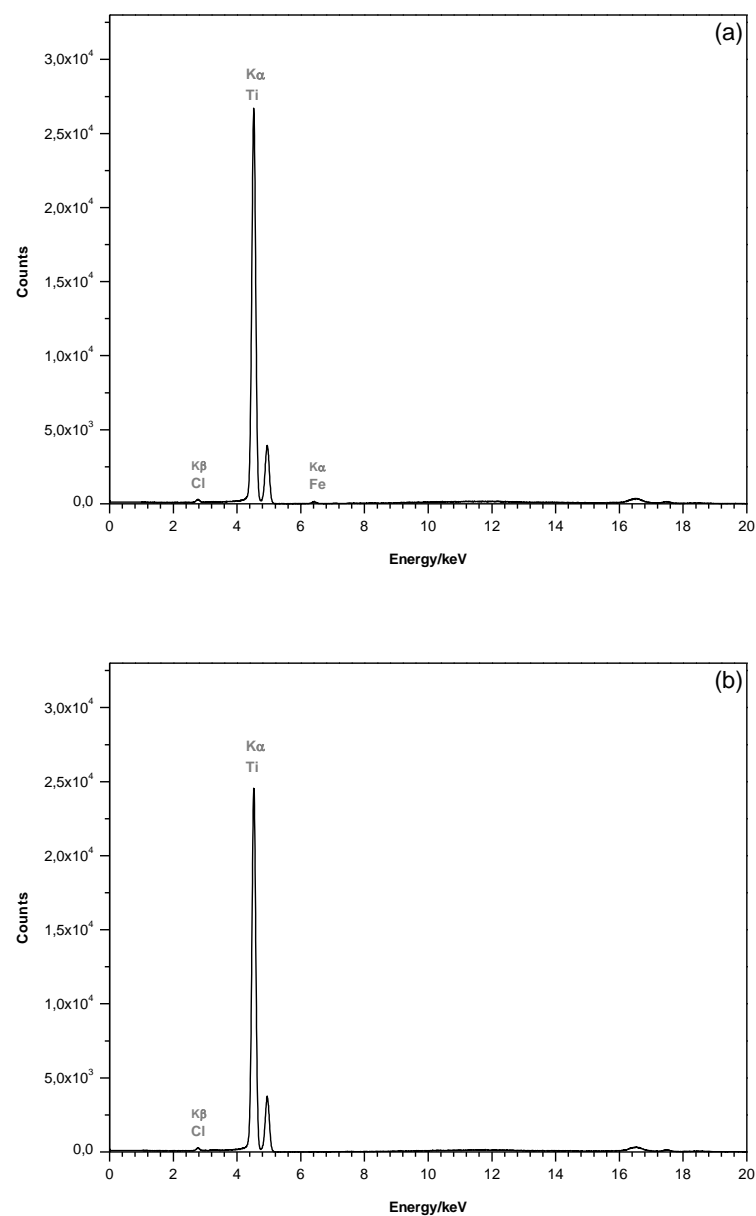 (a)
3,0x10⁴
Kα
Ti
2,5x10⁴
2,0x10⁴
Counts
1,5x10⁴
1,0x10⁴
5,0x10³
Kβ Kα
Cl Fe
0,0
0 2 4 6 8 10 12 14 16 18 20
Energy/keV
(b)
3,0x10⁴
Kα
Ti
2,5x10⁴
2,0x10⁴
Counts
1,5x10⁴
1,0x10⁴
5,0x10³
Kβ
Cl
0,0
0 2 4 6 8 10 12 14 16 18 20
Energy/keV